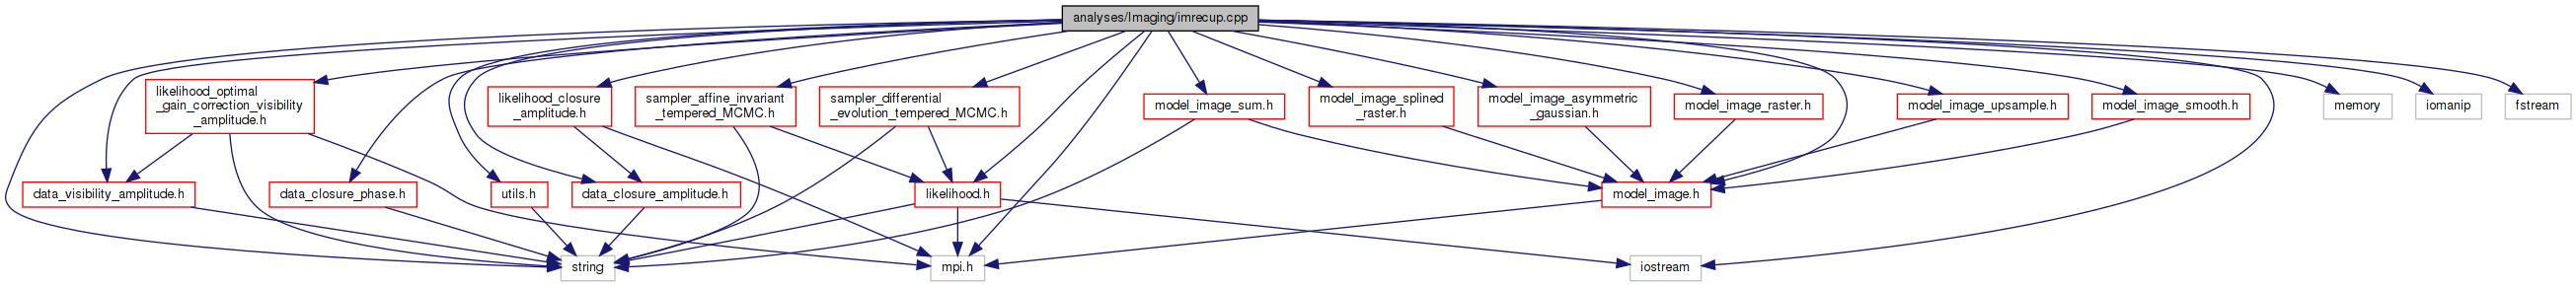 analyses/Imaging/imrecup.cpp
likelihood_optimal
_gain_correction_visibility
_amplitude.h
likelihood_closure
_amplitude.h
sampler_affine_invariant
_tempered_MCMC.h
sampler_differential
_evolution_tempered_MCMC.h
model_image_sum.h
model_image_splined
_raster.h
model_image_asymmetric
_gaussian.h
model_image_raster.h
model_image_upsample.h
model_image_smooth.h
memory
iomanip
fstream
data_visibility_amplitude.h
data_closure_phase.h
utils.h
data_closure_amplitude.h
likelihood.h
model_image.h
string
mpi.h
iostream